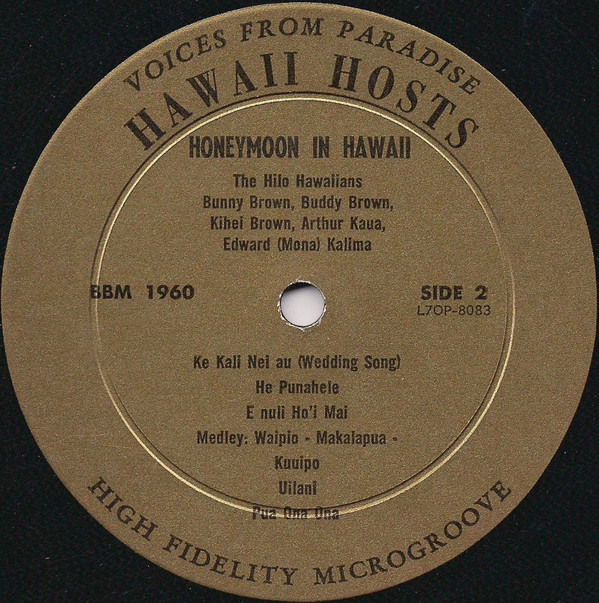 VOICES FROM PARADISE
HAWAII HOSTS
HONEYMOON IN HAWAII
The Hilo Hawaiians
Bunny Brown, Buddy Brown,
Kihei Brown, Arthur Kaua,
Edward (Mona) Kalima
BBM 1960
SIDE 2
L7OP-8083
Ke Kali Nei au (Wedding Song)
He Punahele
E nuli Ho'i Mai
Medley: Waipio - Makalapua -
Kuuipo
Uilani
Pua Ona Ona
HIGH FIDELITY MICROGROOVE